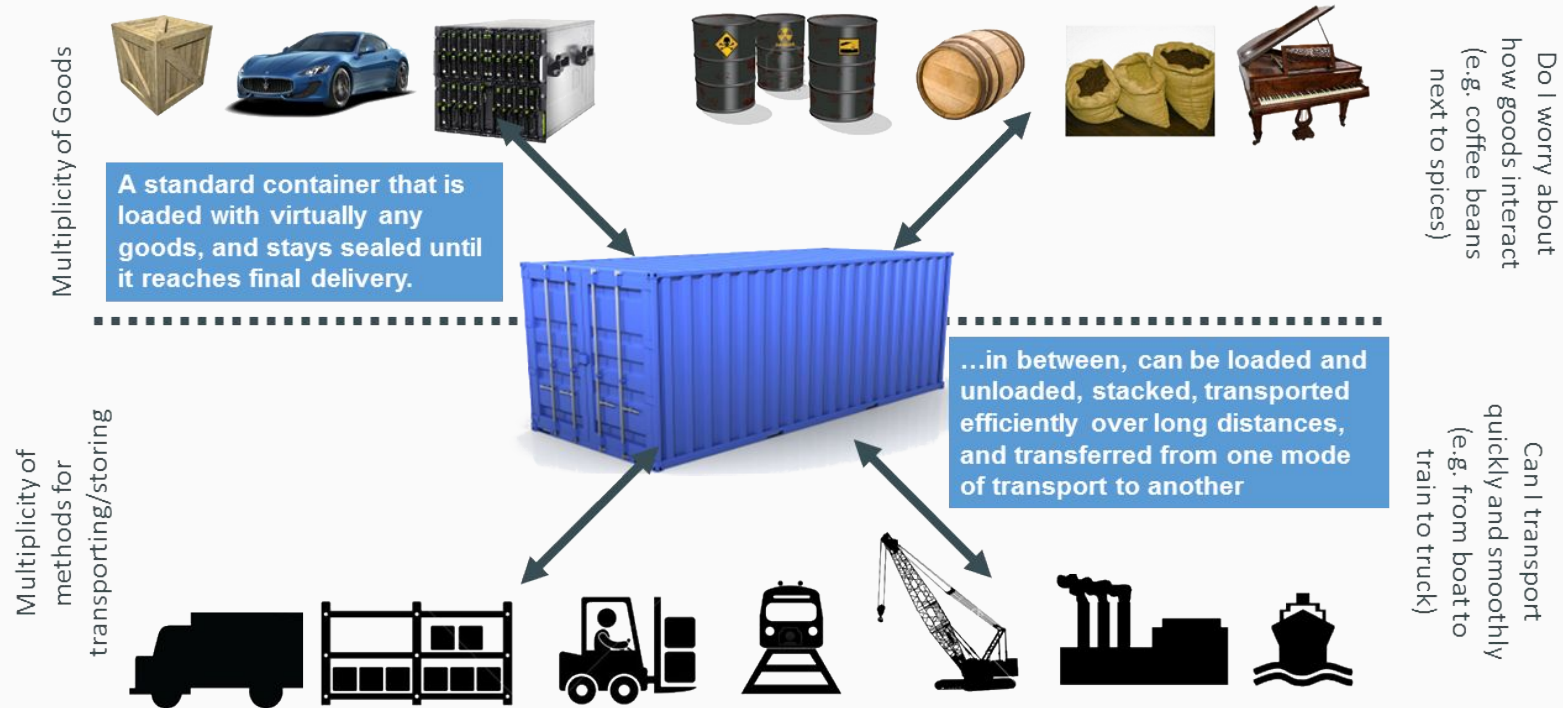 Multiplicity of Goods
A standard container that is
loaded with virtually any
goods, and stays sealed until
it reaches final delivery.
Do I worry about
how goods interact
(e.g. coffee beans
next to spices)
Multiplicity of
methods for
transporting/storing
...in between, can be loaded and
unloaded, stacked, transported
efficiently over long distances,
and transferred from one mode
of transport to another
Can I transport
quickly and smoothly
(e.g. from boat to
train to truck)